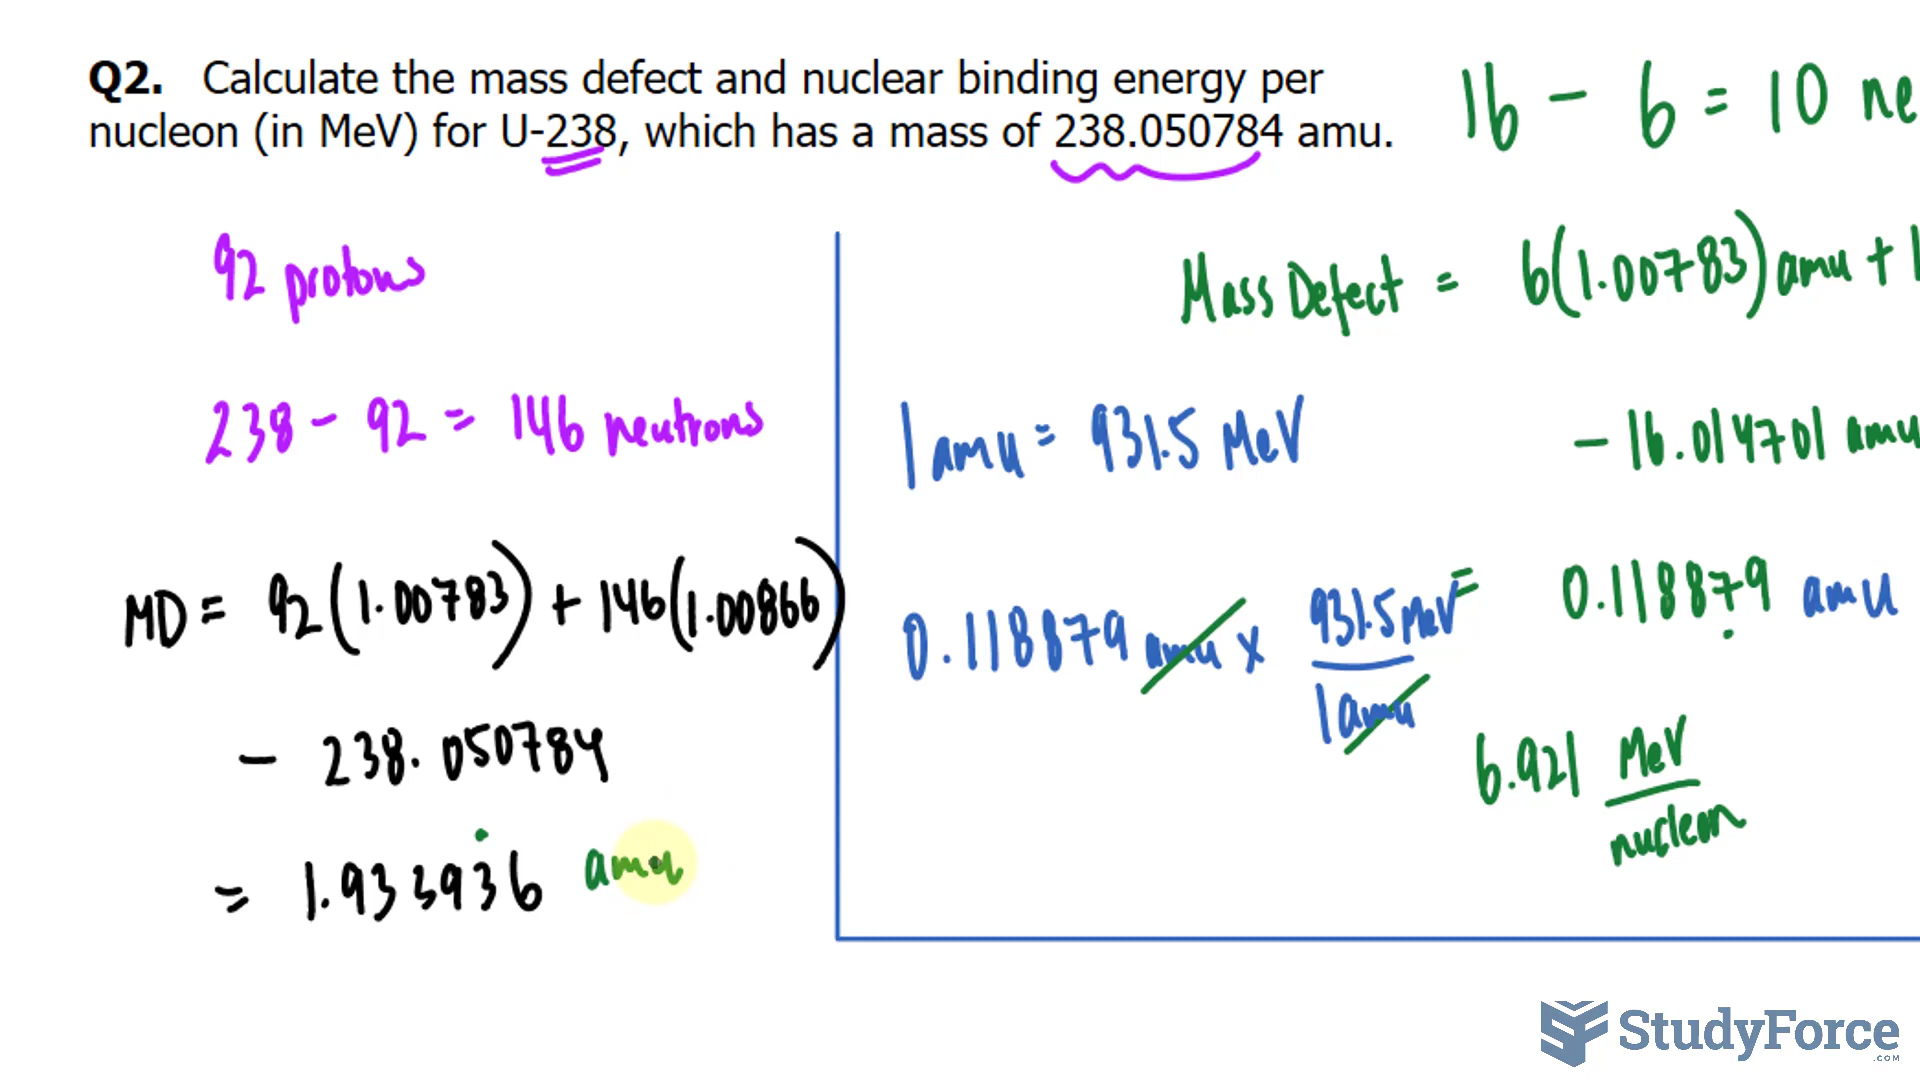 Q2. Calculate the mass defect and nuclear binding energy per
nucleon (in MeV) for U-238, which has a mass of 238.050784 amu.
92 protons
238 - 92 = 146 neutrons
MD = 92(1.00783) + 146(1.00866)
- 238.050784
= 1.933936 amu
16 - 6 = 10 ne
Mass Defect = 6(1.00783) amu + 1
- 16.014701 amu
1 amu = 931.5 MeV
= 0.118879 amu
0.118879 amu x 931.5 MeV
1 amu
6.921 MeV
nucleon
StudyForce
.COM